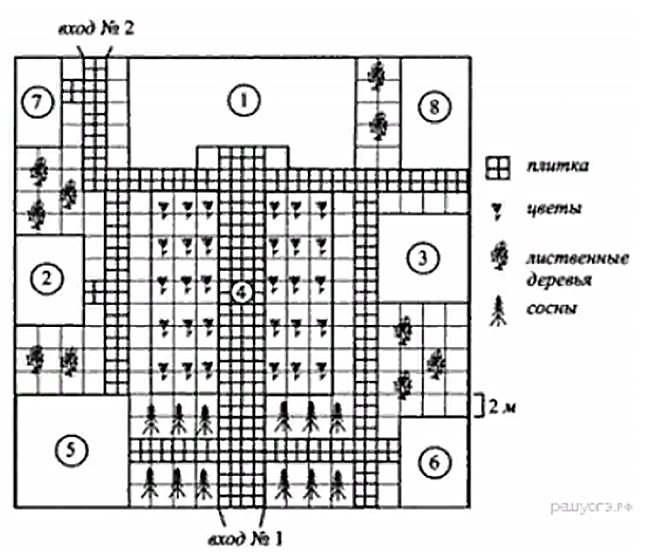 вход № 2
7
1
8
плитка
цветы
2
3
4
лиственные
деревья
сосны
2 м
5
6
вход № 1
решуогэ.рф